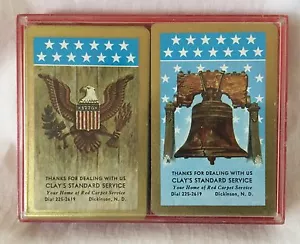 1776
THANKS FOR DEALING WITH US
CLAY'S STANDARD SERVICE
Your Home of Red Carpet Service
Dial 225-2619 Dickinson, N. D.
THANKS FOR DEALING WITH US
CLAY'S STANDARD SERVICE
Your Home of Red Carpet Service
Dial 225-2619 Dickinson, N. D.